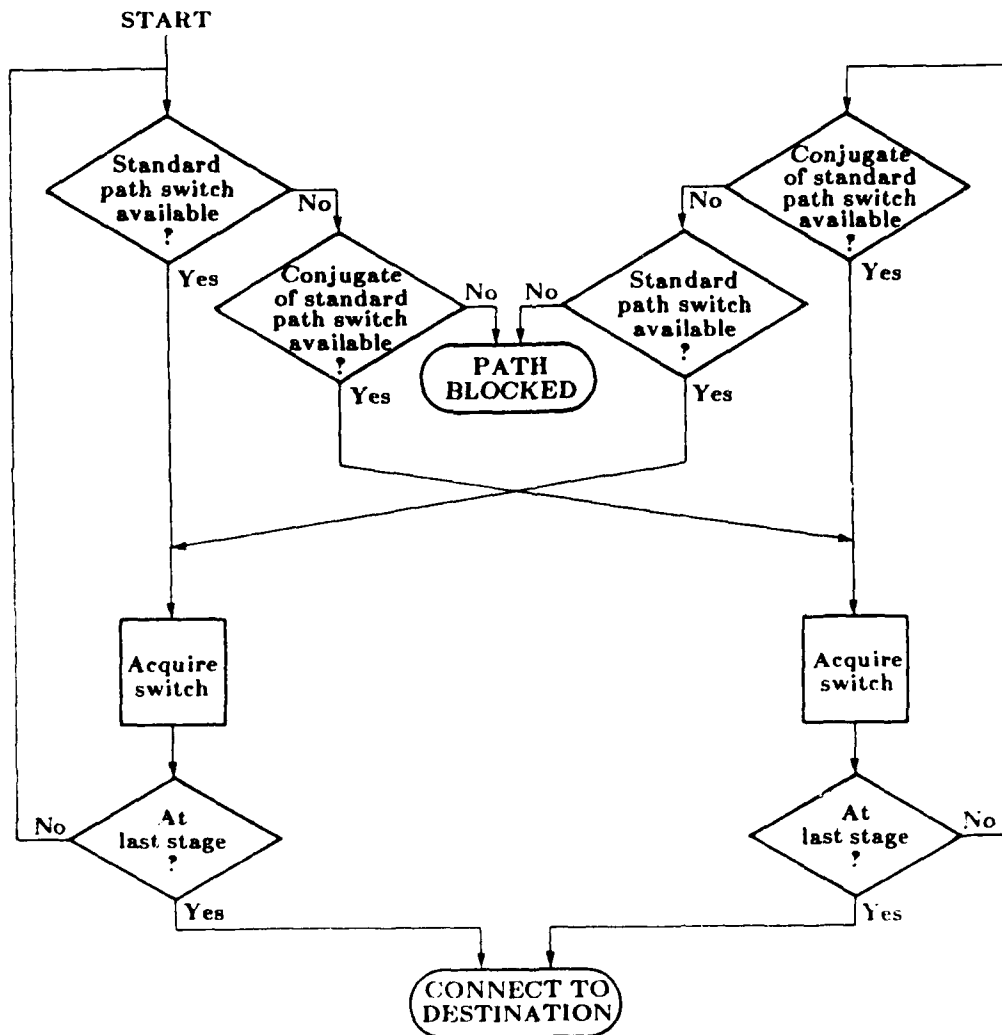 START
Standard
path switch
available
?
No
Yes
Conjugate
of standard
path switch
available
?
No
Yes
Conjugate
of standard
path switch
available
?
No
Yes
Standard
path switch
available
?
No
Yes
PATH
BLOCKED
Acquire
switch
Acquire
switch
At
last stage
?
No
Yes
At
last stage
?
No
Yes
CONNECT TO
DESTINATION